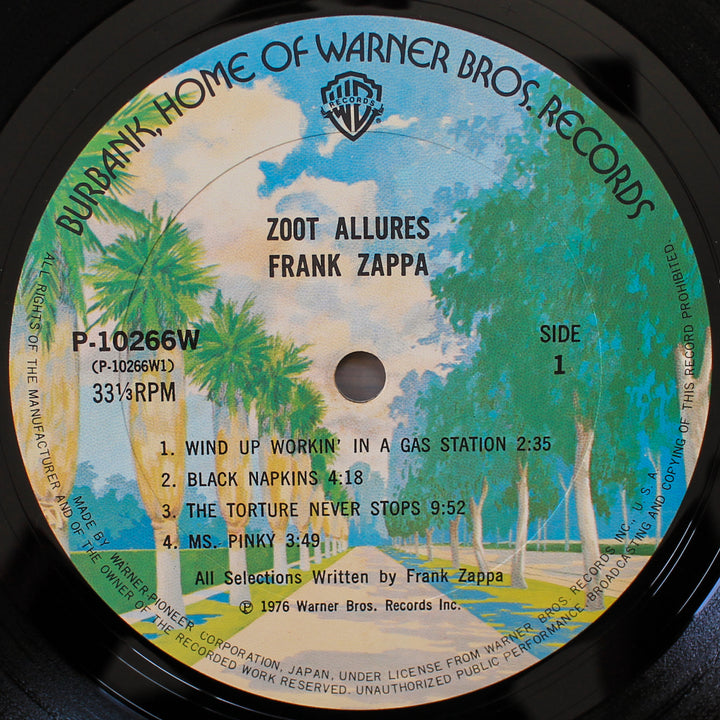 BURBANK, HOME OF WARNER BROS. RECORDS
W
RECORDS
®
ZOOT ALLURES
FRANK ZAPPA
P-10266W
(P-10266W1)
33⅓RPM
SIDE
1
1. WIND UP WORKIN' IN A GAS STATION 2:35
2. BLACK NAPKINS 4:18
3. THE TORTURE NEVER STOPS 9:52
4. MS. PINKY 3:49
All Selections Written by Frank Zappa
℗ 1976 Warner Bros. Records Inc.
MADE BY WARNER-PIONEER CORPORATION, JAPAN, UNDER LICENSE FROM WARNER BROS. RECORDS INC., U.S.A.
ALL RIGHTS OF THE MANUFACTURER AND OF THE OWNER OF THE RECORDED WORK RESERVED. UNAUTHORIZED PUBLIC PERFORMANCE, BROADCASTING AND COPYING OF THIS RECORD PROHIBITED